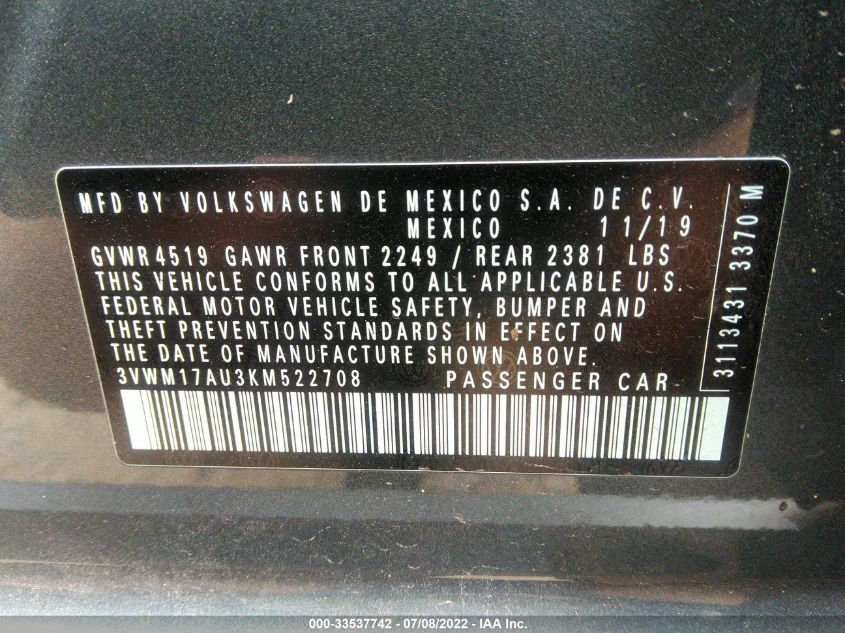 MFD BY VOLKSWAGEN DE MEXICO S.A. DE C.V.
MEXICO 11/19
GVWR 4519 GAWR FRONT 2249 / REAR 2381 LBS
THIS VEHICLE CONFORMS TO ALL APPLICABLE U.S.
FEDERAL MOTOR VEHICLE SAFETY, BUMPER AND
THEFT PREVENTION STANDARDS IN EFFECT ON
THE DATE OF MANUFACTURE SHOWN ABOVE.
3VWM17AU3KM522708 PASSENGER CAR
3113431 3370 M
000-33537742 - 07/08/2022 - IAA Inc.